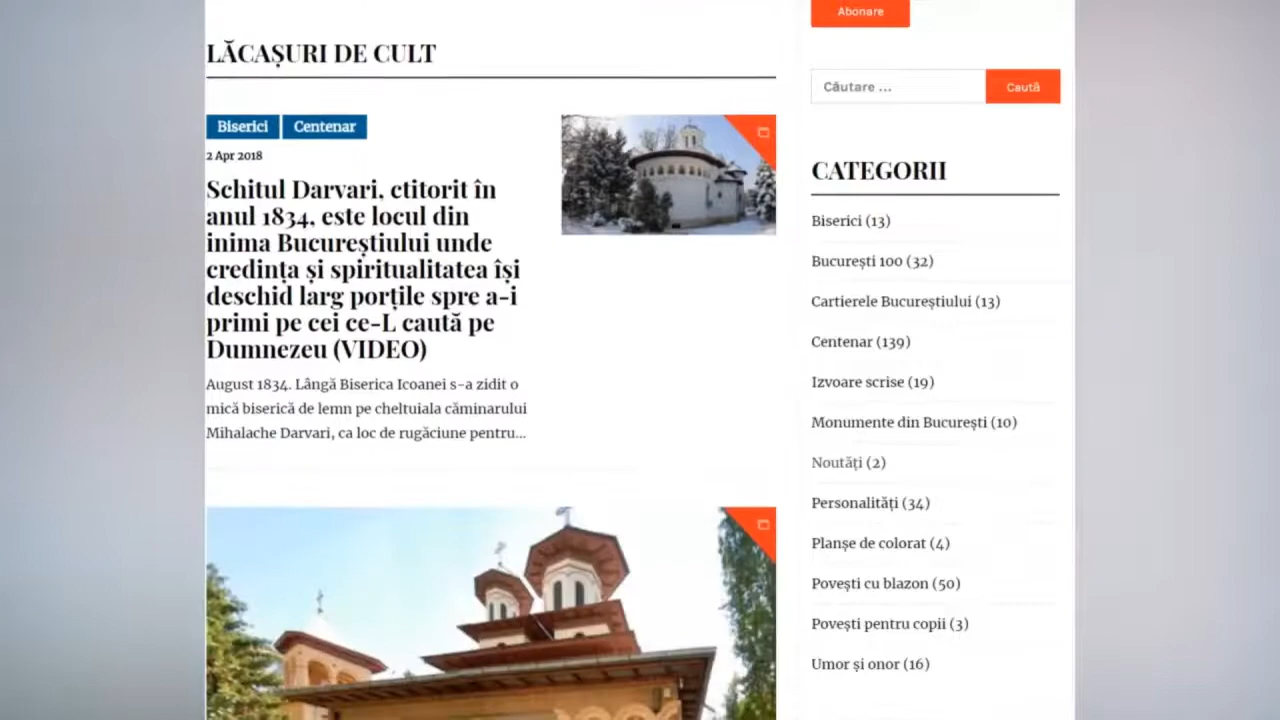 LĂCAȘURI DE CULT
Biserici Centenar
2 Apr 2018
Schitul Darvari, ctitorit în
anul 1834, este locul din
inima Bucureștiului unde
credința și spiritualitatea își
deschid larg porțile spre a-i
primi pe cei ce-L caută pe
Dumnezeu (VIDEO)
August 1834. Lângă Biserica Icoanei s-a zidit o
mică biserică de lemn pe cheltuiala căminarului
Mihalache Darvari, ca loc de rugăciune pentru...
Abonare
Căutare ...
Caută
CATEGORII
Biserici (13)
București 100 (32)
Cartierele Bucureștiului (13)
Centenar (139)
Izvoare scrise (19)
Monumente din București (10)
Noutăți (2)
Personalități (34)
Planșe de colorat (4)
Povești cu blazon (50)
Povești pentru copii (3)
Umor și onor (16)